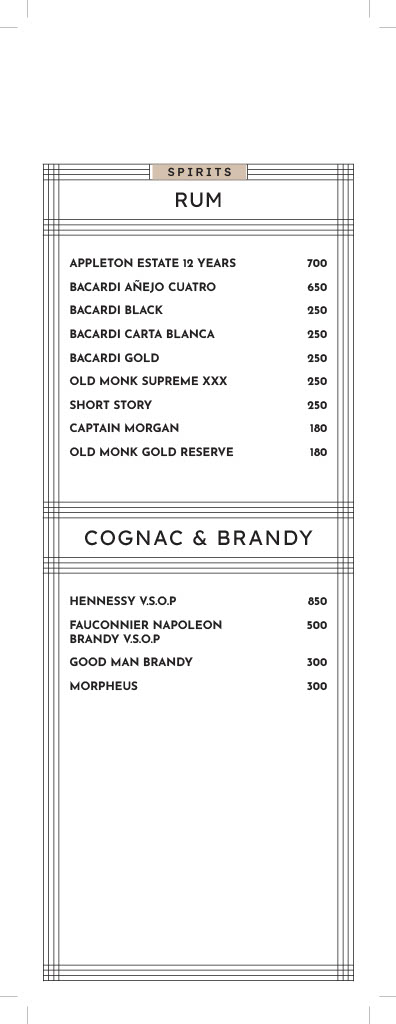 SPIRITS
RUM
APPLETON ESTATE 12 YEARS 700
BACARDI AÑEJO CUATRO 650
BACARDI BLACK 250
BACARDI CARTA BLANCA 250
BACARDI GOLD 250
OLD MONK SUPREME XXX 250
SHORT STORY 250
CAPTAIN MORGAN 180
OLD MONK GOLD RESERVE 180
COGNAC & BRANDY
HENNESSY V.S.O.P 850
FAUCONNIER NAPOLEON 500
BRANDY V.S.O.P
GOOD MAN BRANDY 300
MORPHEUS 300